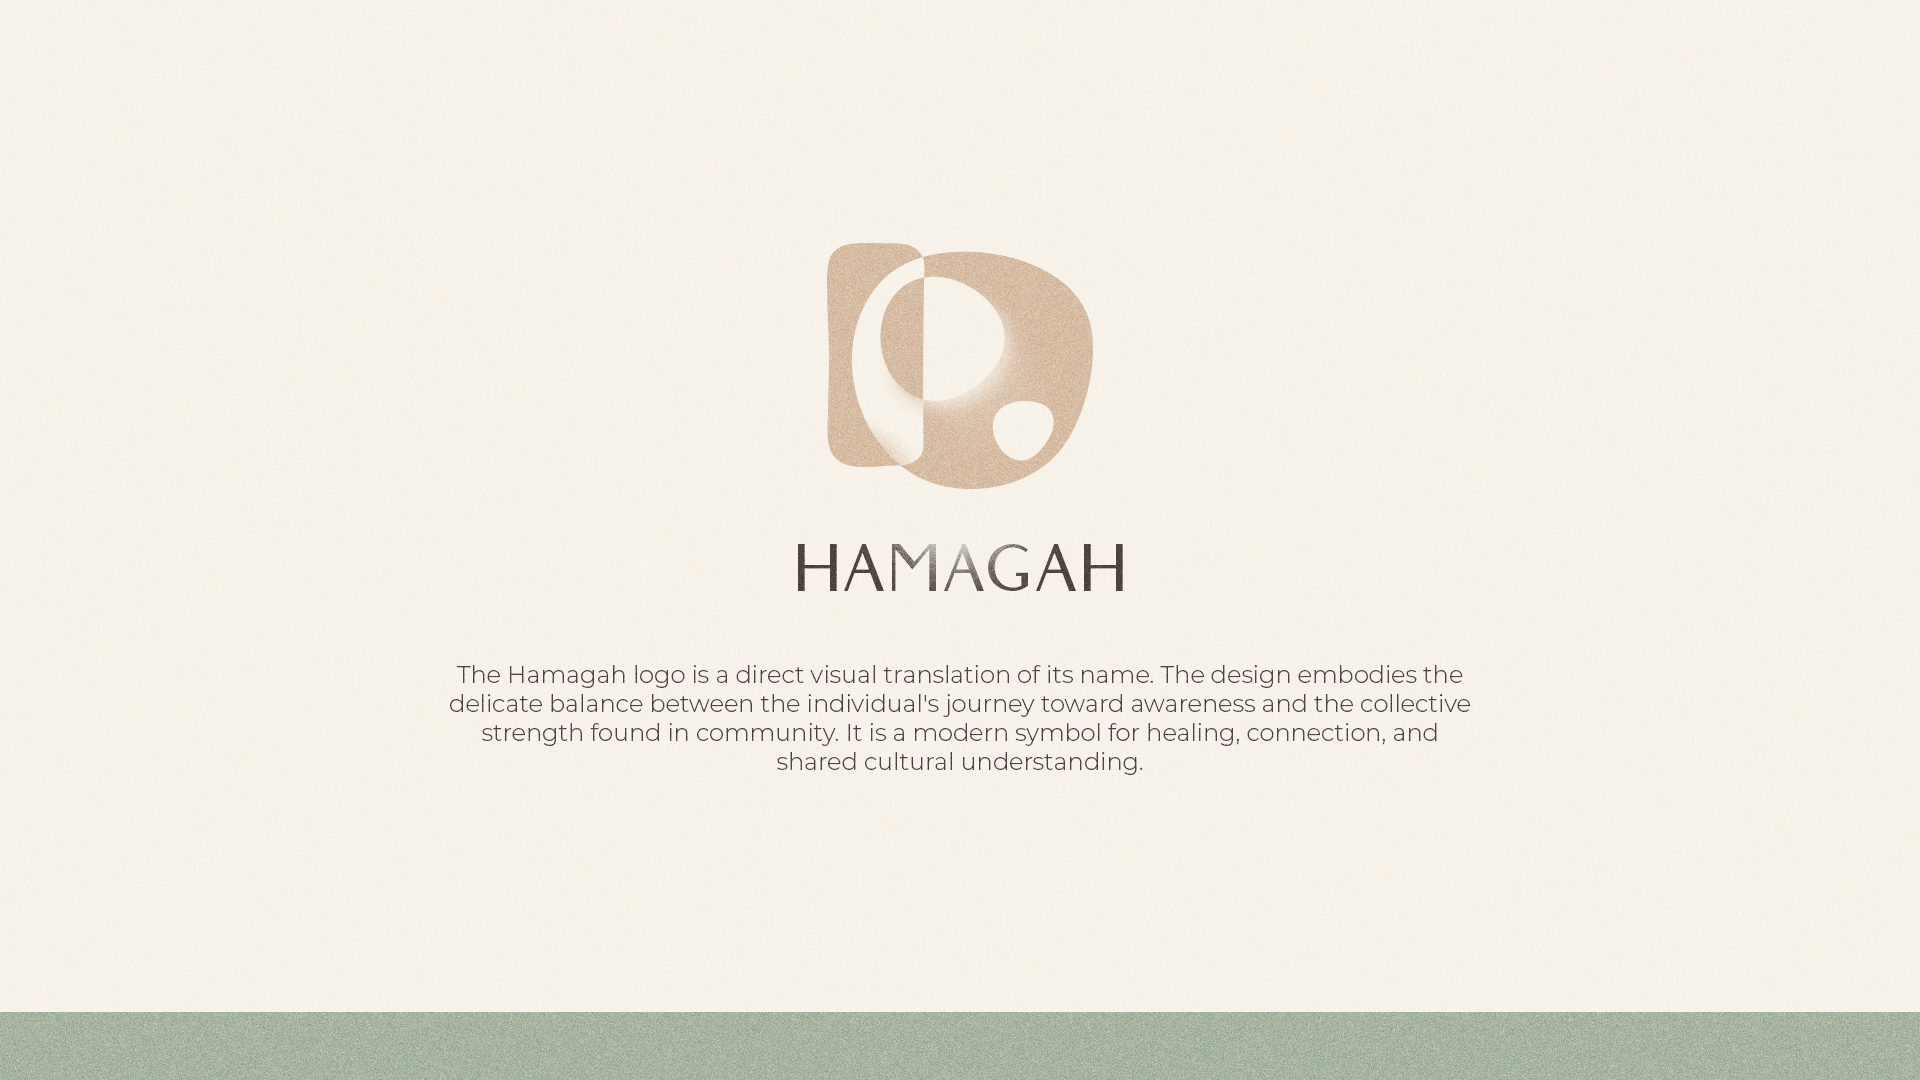 HAMAGAH
The Hamagah logo is a direct visual translation of its name. The design embodies the
delicate balance between the individual's journey toward awareness and the collective
strength found in community. It is a modern symbol for healing, connection, and
shared cultural understanding.